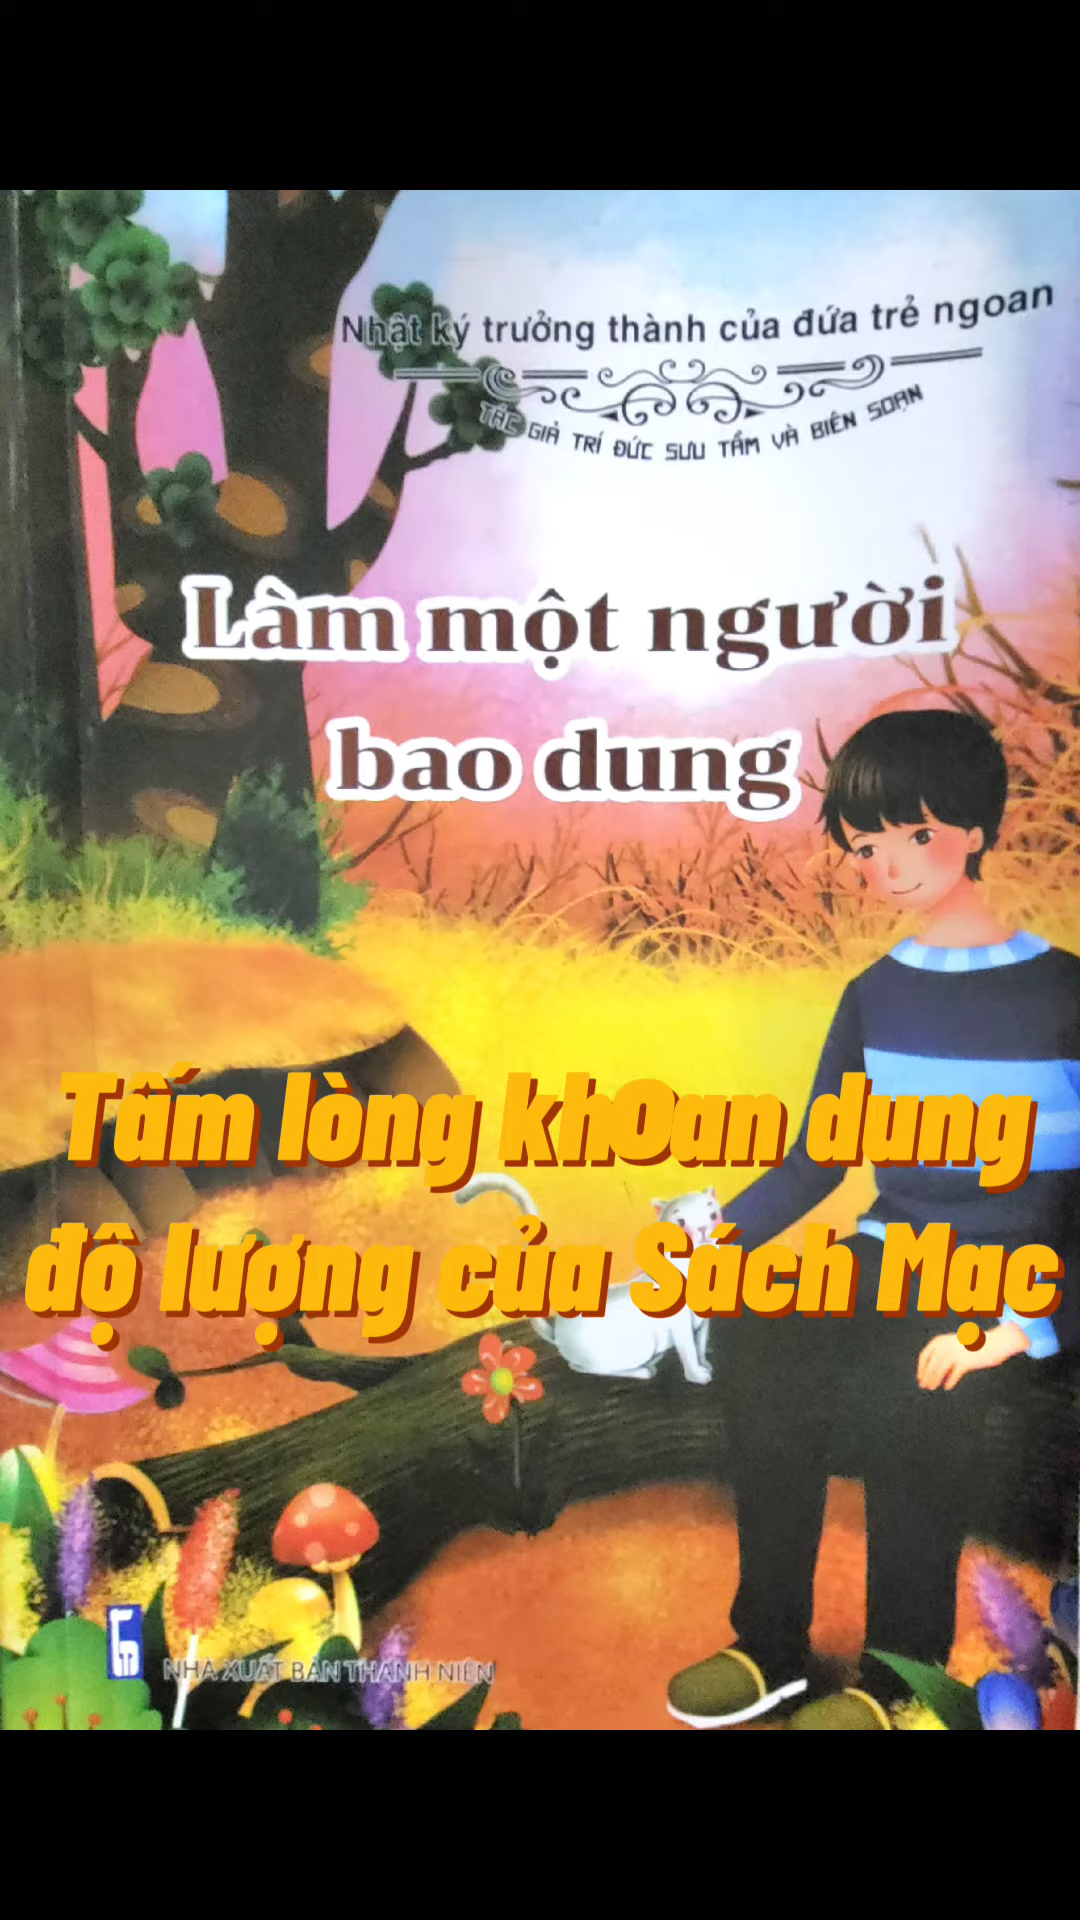 Nhật ký trưởng thành của đứa trẻ ngoan
TÁC GIẢ TRÍ ĐỨC SƯU TẦM VÀ BIÊN SOẠN
Làm một người
bao dung
Tấm lòng khoan dung
độ lượng của Sách Mạc
NHÀ XUẤT BẢN THANH NIÊN